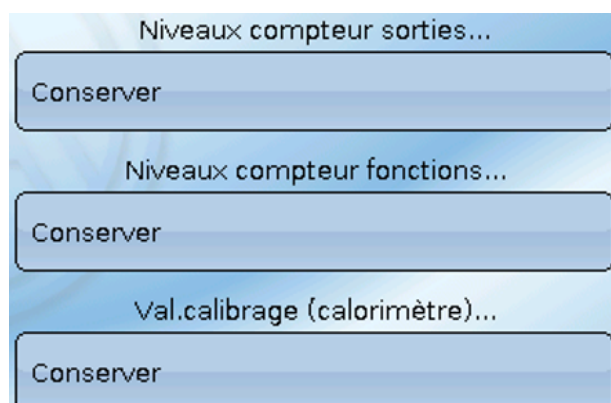 Niveaux compteur sorties...
Conserver
Niveaux compteur fonctions...
Conserver
Val.calibrage (calorimètre)...
Conserver